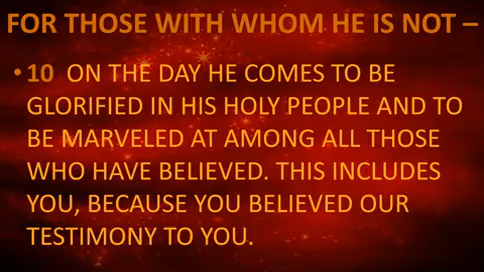 FOR THOSE WITH WHOM HE IS NOT –
• 10 ON THE DAY HE COMES TO BE
GLORIFIED IN HIS HOLY PEOPLE AND TO
BE MARVELED AT AMONG ALL THOSE
WHO HAVE BELIEVED. THIS INCLUDES
YOU, BECAUSE YOU BELIEVED OUR
TESTIMONY TO YOU.